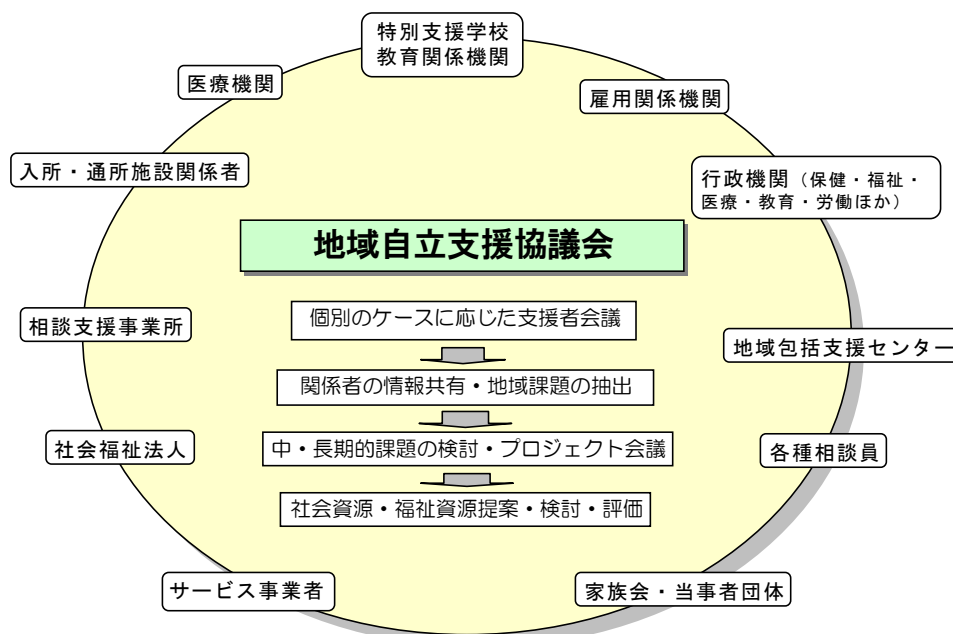 特別支援学校
教育関係機関
医療機関
雇用関係機関
入所・通所施設関係者
行政機関（保健・福祉・
医療・教育・労働ほか）
地域自立支援協議会
個別のケースに応じた支援者会議
相談支援事業所
地域包括支援センター
関係者の情報共有・地域課題の抽出
中・長期的課題の検討・プロジェクト会議
社会福祉法人
各種相談員
社会資源・福祉資源提案・検討・評価
サービス事業者
家族会・当事者団体